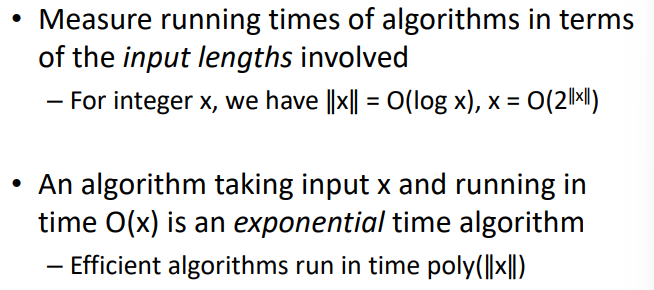 • Measure running times of algorithms in terms
of the input lengths involved
– For integer x, we have ‖x‖ = O(log x), x = O(2^‖x‖)
• An algorithm taking input x and running in
time O(x) is an exponential time algorithm
– Efficient algorithms run in time poly(‖x‖)